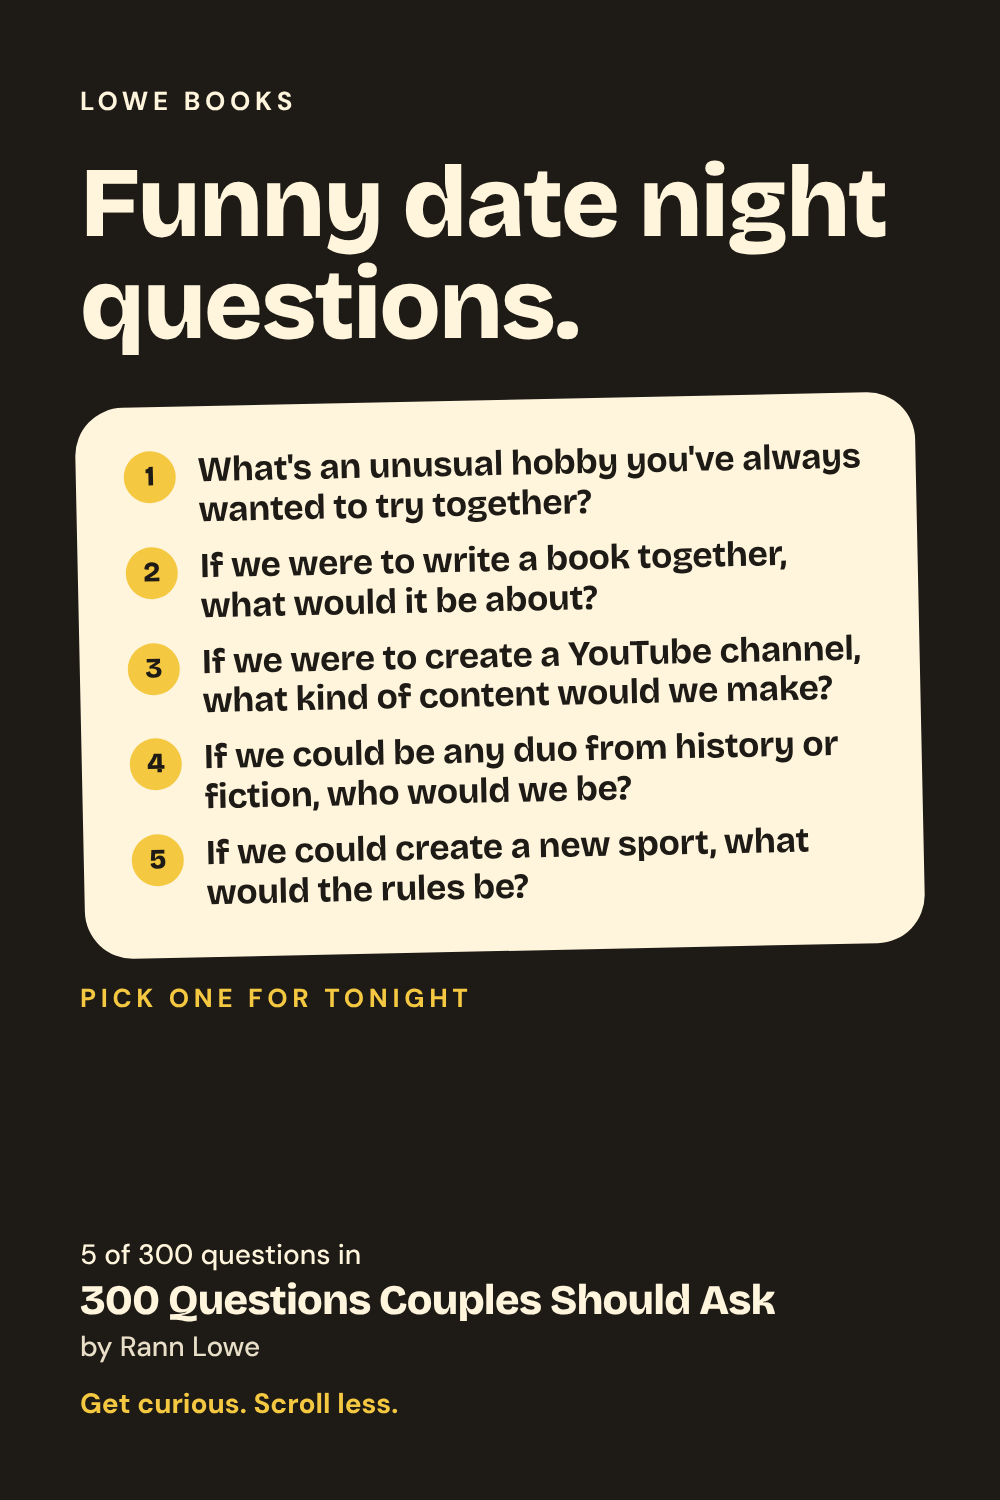 LOWE BOOKS
Funny date night
questions.
1 What's an unusual hobby you've always
wanted to try together?
2 If we were to write a book together,
what would it be about?
3 If we were to create a YouTube channel,
what kind of content would we make?
4 If we could be any duo from history or
fiction, who would we be?
5 If we could create a new sport, what
would the rules be?
PICK ONE FOR TONIGHT
5 of 300 questions in
300 Questions Couples Should Ask
by Rann Lowe
Get curious. Scroll less.